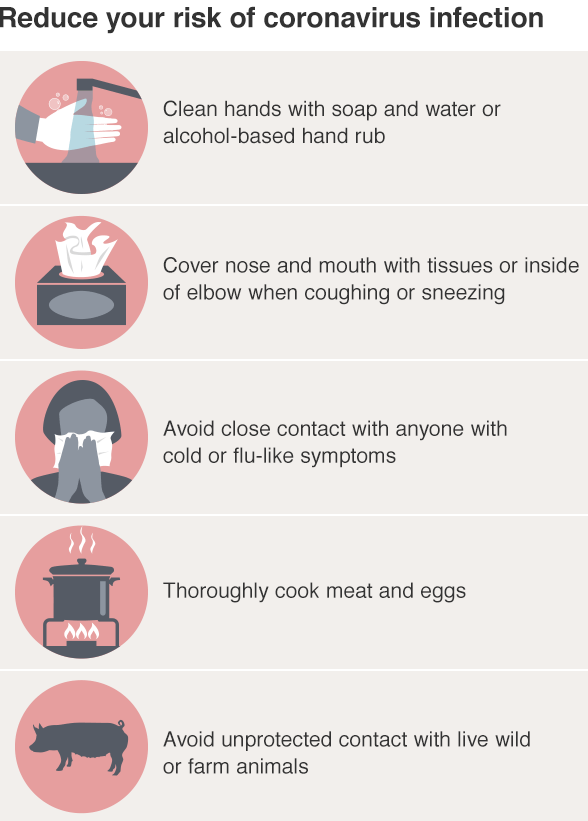 Reduce your risk of coronavirus infection
Clean hands with soap and water or
alcohol-based hand rub
Cover nose and mouth with tissues or inside
of elbow when coughing or sneezing
Avoid close contact with anyone with
cold or flu-like symptoms
Thoroughly cook meat and eggs
Avoid unprotected contact with live wild
or farm animals